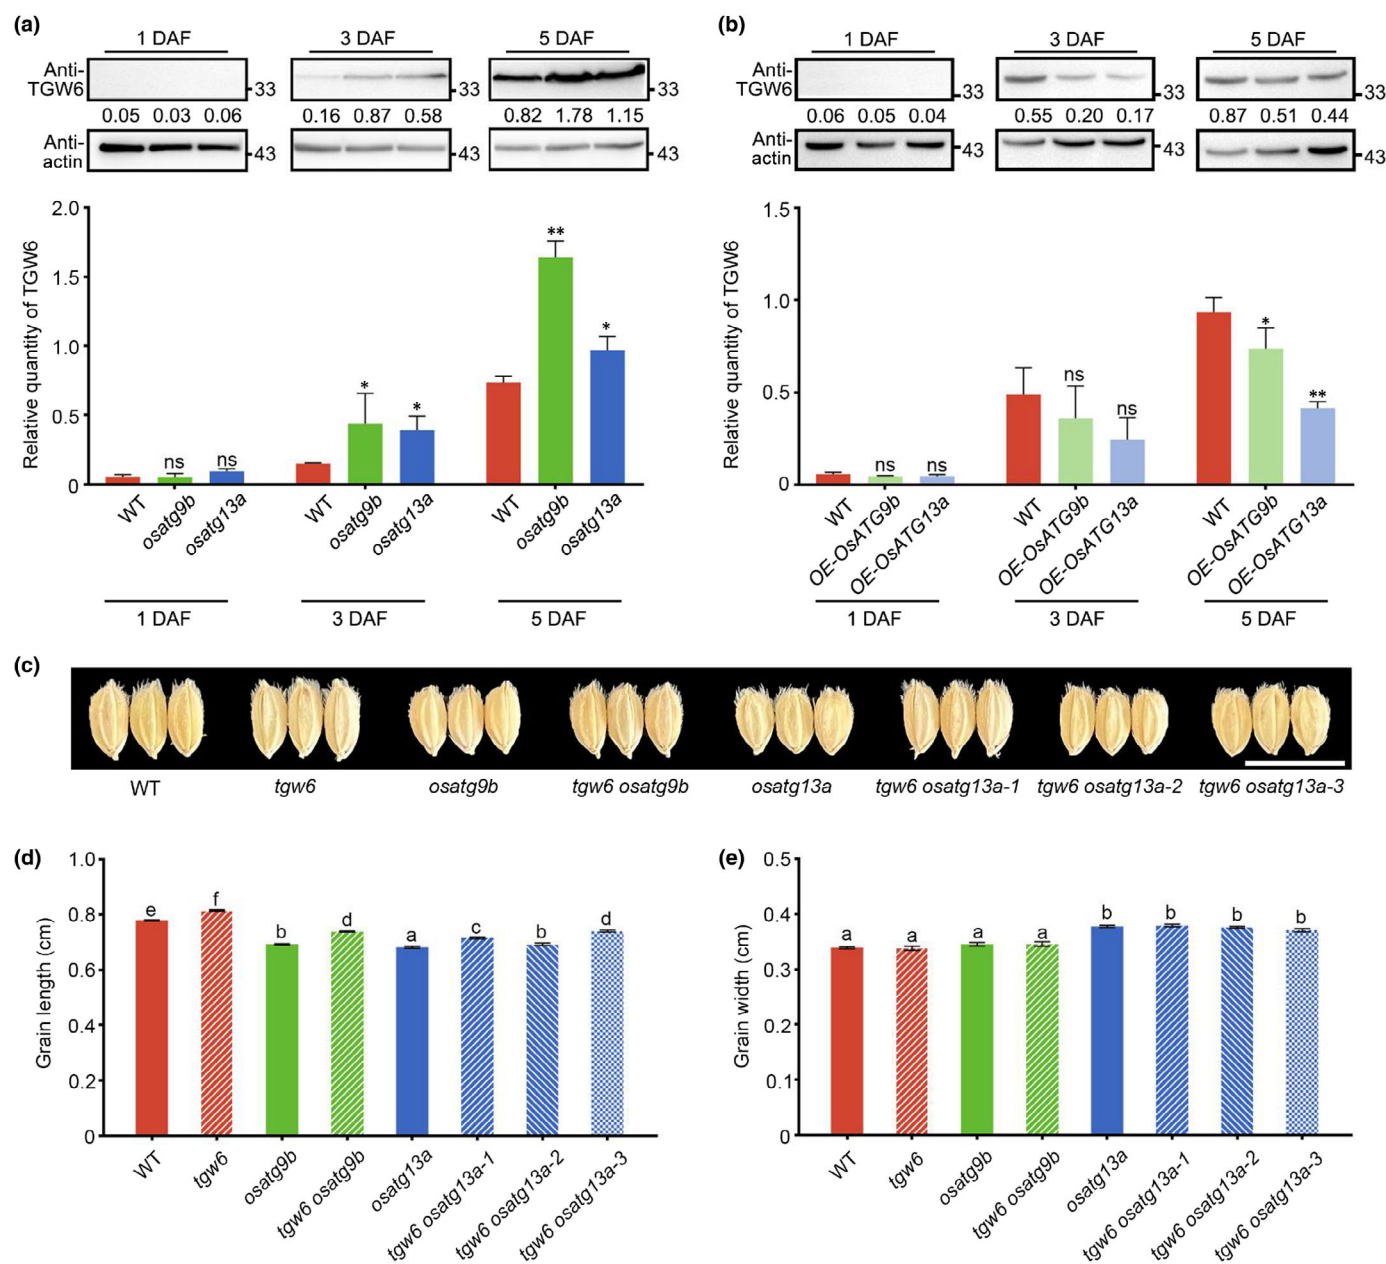 (a)
1 DAF 3 DAF 5 DAF
Anti-
TGW6
33 33 33
0.05 0.03 0.06 0.16 0.87 0.58 0.82 1.78 1.15
Anti-
actin
43 43 43
Relative quantity of TGW6
2.0
1.5
1.0
0.5
0
ns ns * * ** *
WT osatg9b osatg13a WT osatg9b osatg13a WT osatg9b osatg13a
1 DAF 3 DAF 5 DAF
(b)
1 DAF 3 DAF 5 DAF
Anti-
TGW6
33 33 33
0.06 0.05 0.04 0.55 0.20 0.17 0.87 0.51 0.44
Anti-
actin
43 43 43
Relative quantity of TGW6
1.5
1.0
0.5
0
ns ns ns ns * **
WT OE-OsATG9b OE-OsATG13a WT OE-OsATG9b OE-OsATG13a WT OE-OsATG9b OE-OsATG13a
1 DAF 3 DAF 5 DAF
(c)
WT tgw6 osatg9b tgw6 osatg9b osatg13a tgw6 osatg13a-1 tgw6 osatg13a-2 tgw6 osatg13a-3
(d)
Grain length (cm)
1.0
0.8
0.6
0.4
0.2
0
e f b d a c b d
WT tgw6 osatg9b tgw6 osatg9b osatg13a tgw6 osatg13a-1 tgw6 osatg13a-2 tgw6 osatg13a-3
(e)
Grain width (cm)
0.5
0.4
0.3
0.2
0.1
0
a a a a b b b b
WT tgw6 osatg9b tgw6 osatg9b osatg13a tgw6 osatg13a-1 tgw6 osatg13a-2 tgw6 osatg13a-3